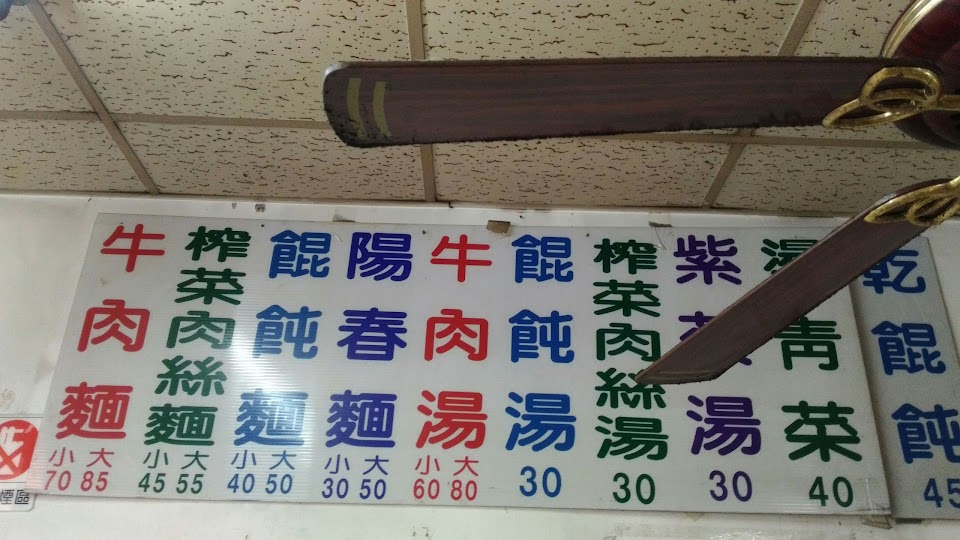 牛肉麵
小 大
70 85
榨菜肉絲麵
小 大
45 55
餛飩麵
小 大
40 50
陽春麵
小 大
30 50
牛肉湯
小 大
60 80
餛飩湯
30
榨菜肉絲湯
30
紫菜湯
30
青菜
40
乾餛飩
45
煙區